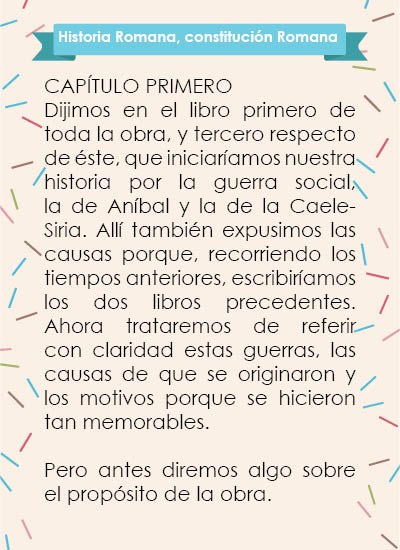 Historia Romana, constitución Romana
CAPÍTULO PRIMERO
Dijimos en el libro primero de
toda la obra, y tercero respecto
de éste, que iniciaríamos nuestra
historia por la guerra social,
la de Aníbal y la de la Caele-
Siria. Allí también expusimos las
causas porque, recorriendo los
tiempos anteriores, escribiríamos
los dos libros precedentes.
Ahora trataremos de referir
con claridad estas guerras, las
causas de que se originaron y
los motivos porque se hicieron
tan memorables.
Pero antes diremos algo sobre
el propósito de la obra.